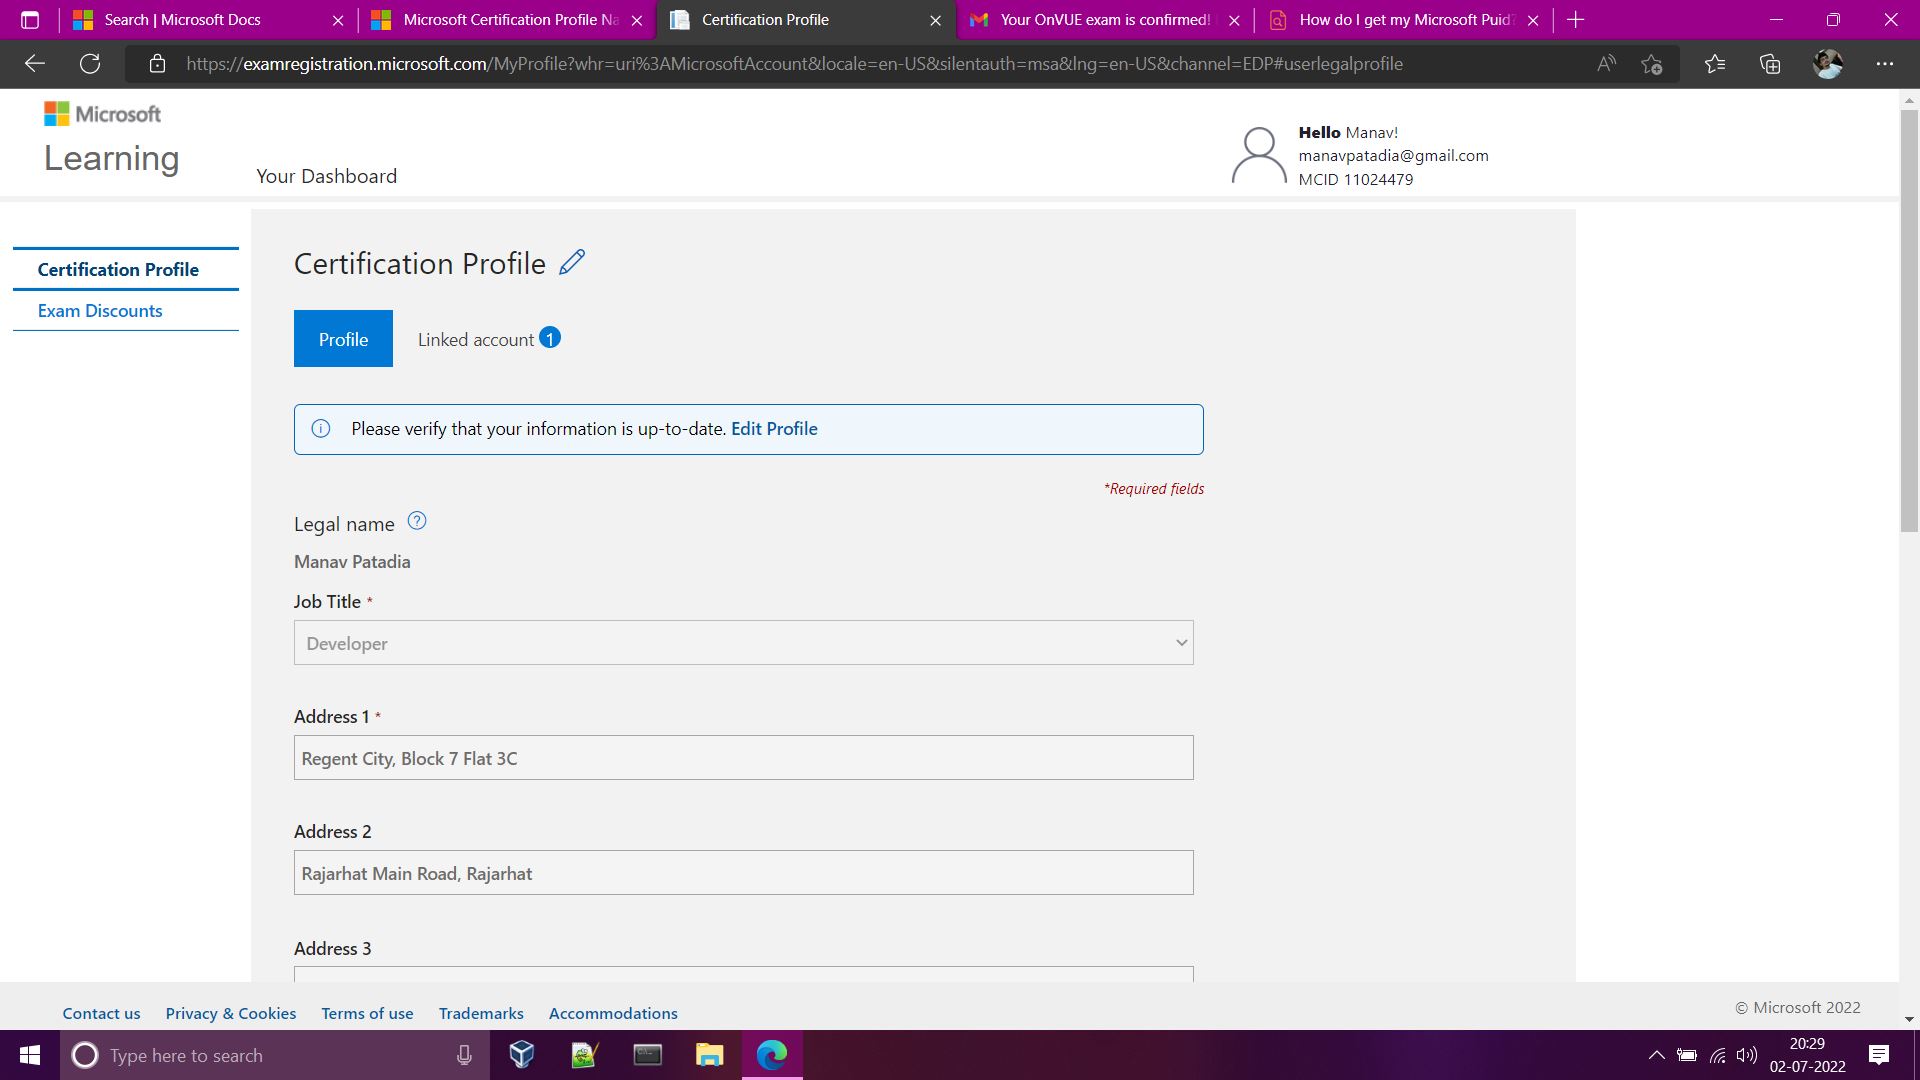 Search | Microsoft Docs
Microsoft Certification Profile Na
Certification Profile
Your OnVUE exam is confirmed!
How do I get my Microsoft Puid?
https://examregistration.microsoft.com/MyProfile?whr=uri%3AMicrosoftAccount&locale=en-US&silentauth=msa&lng=en-US&channel=EDP#userlegalprofile
Microsoft
Learning
Your Dashboard
Hello Manav!
manavpatadia@gmail.com
MCID 11024479
Certification Profile
Exam Discounts
Certification Profile
Profile
Linked account 1
Please verify that your information is up-to-date. Edit Profile
*Required fields
Legal name ?
Manav Patadia
Job Title *
Developer
Address 1 *
Regent City, Block 7 Flat 3C
Address 2
Rajarhat Main Road, Rajarhat
Address 3
Contact us
Privacy & Cookies
Terms of use
Trademarks
Accommodations
© Microsoft 2022
Type here to search
20:29
02-07-2022